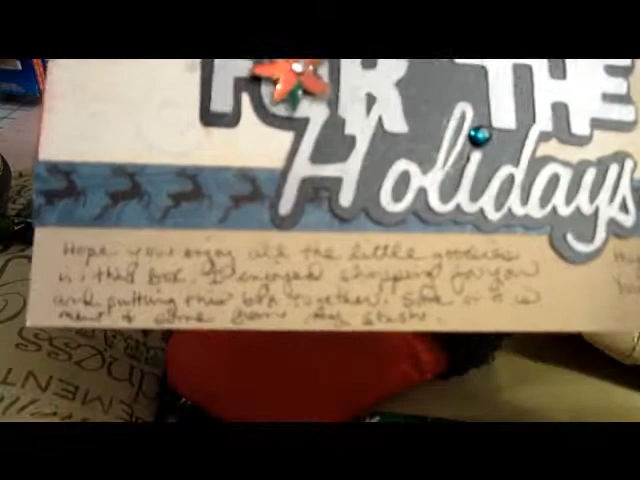 FOR THE
Holidays
Hope you enjoy all the little goodies
in this box. I enjoyed shopping for you
and putting this box together. Some of it is
new & some from my stash.